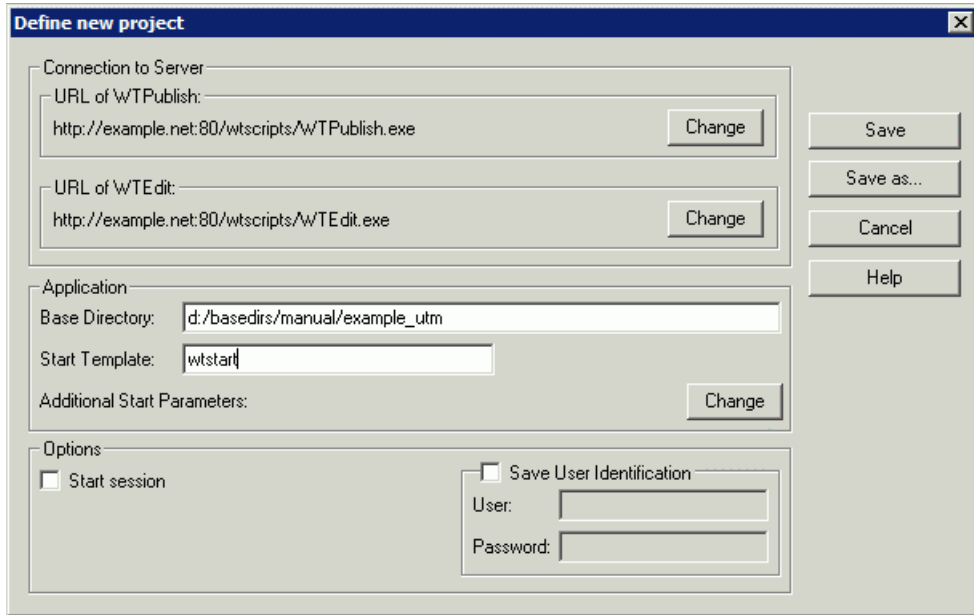 Define new project
Connection to Server
URL of WTPublish:
http://example.net:80/wtscripts/WTPublish.exe
Change
URL of WTEdit:
http://example.net:80/wtscripts/WTEdit.exe
Change
Save
Save as...
Cancel
Help
Application
Base Directory: d:/basedirs/manual/example_utm
Start Template: wtstart
Additional Start Parameters: Change
Options
Start session
Save User Identification
User:
Password: